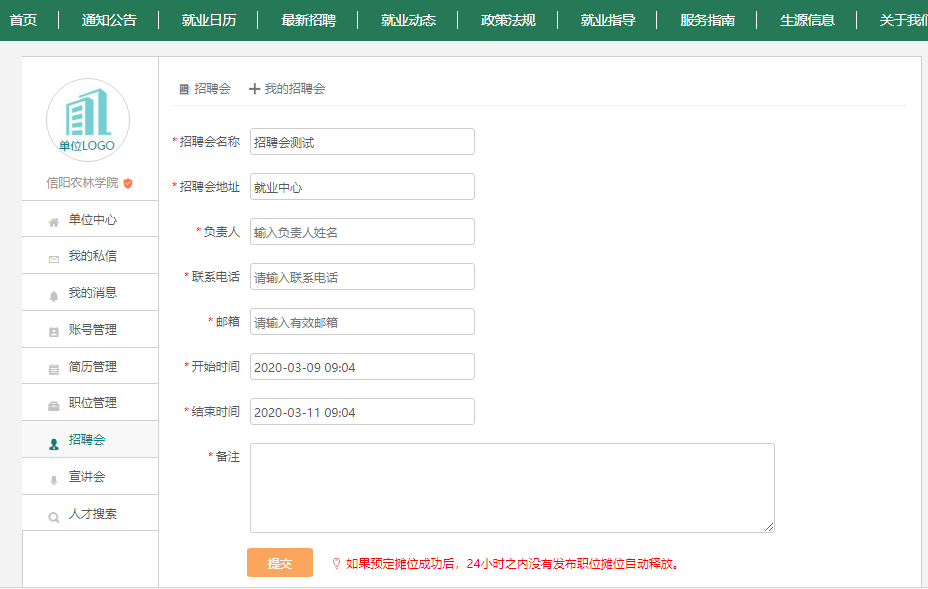 首页 通知公告 就业日历 最新招聘 就业动态 政策法规 就业指导 服务指南 生源信息 关于我们
单位LOGO
信阳农林学院
单位中心
我的私信
我的消息
账号管理
简历管理
职位管理
招聘会
宣讲会
人才搜索
招聘会 我的招聘会
*招聘会名称 招聘会测试
*招聘会地址 就业中心
*负责人 输入负责人姓名
*联系电话 请输入联系电话
*邮箱 请输入有效邮箱
*开始时间 2020-03-09 09:04
*结束时间 2020-03-11 09:04
*备注
提交 如果预定摊位成功后，24小时之内没有发布职位摊位自动释放。